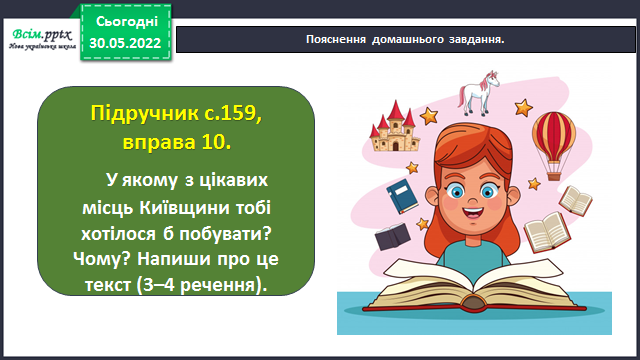 Всім.pptx
Нова українська школа
Сьогодні
30.05.2022
Пояснення домашнього завдання.
Підручник с.159,
вправа 10.
У якому з цікавих
місць Київщини тобі
хотілося б побувати?
Чому? Напиши про це
текст (3–4 речення).